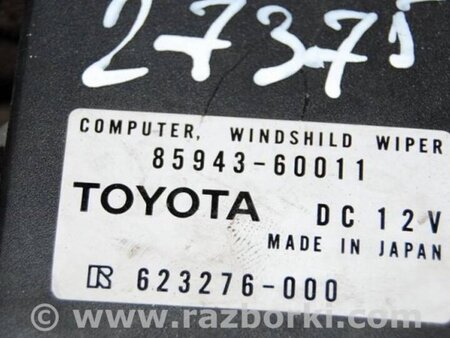 27375
COMPUTER, WINDSHILD WIPER
85943-60011
TOYOTA DC 12V
MADE IN JAPAN
R 623276-000
© www.razborki.com